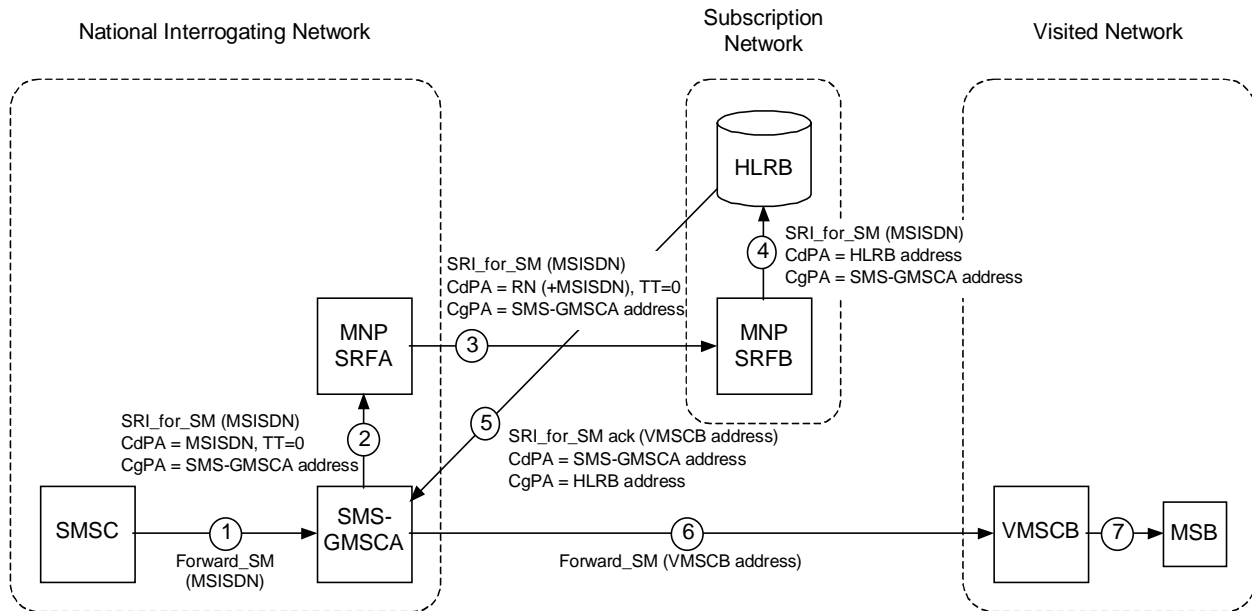 National Interrogating Network
Subscription
Network
Visited Network
HLRB
4
SRI_for_SM (MSISDN)
CdPA = HLRB address
CgPA = SMS-GMSCA address
SRI_for_SM (MSISDN)
CdPA = RN (+MSISDN), TT=0
CgPA = SMS-GMSCA address
MNP
SRFA
3
MNP
SRFB
SRI_for_SM (MSISDN)
CdPA = MSISDN, TT=0
CgPA = SMS-GMSCA address
2
5
SRI_for_SM ack (VMSCB address)
CdPA = SMS-GMSCA address
CgPA = HLRB address
SMSC
1
Forward_SM
(MSISDN)
SMS-
GMSCA
6
Forward_SM (VMSCB address)
VMSCB
7
MSB